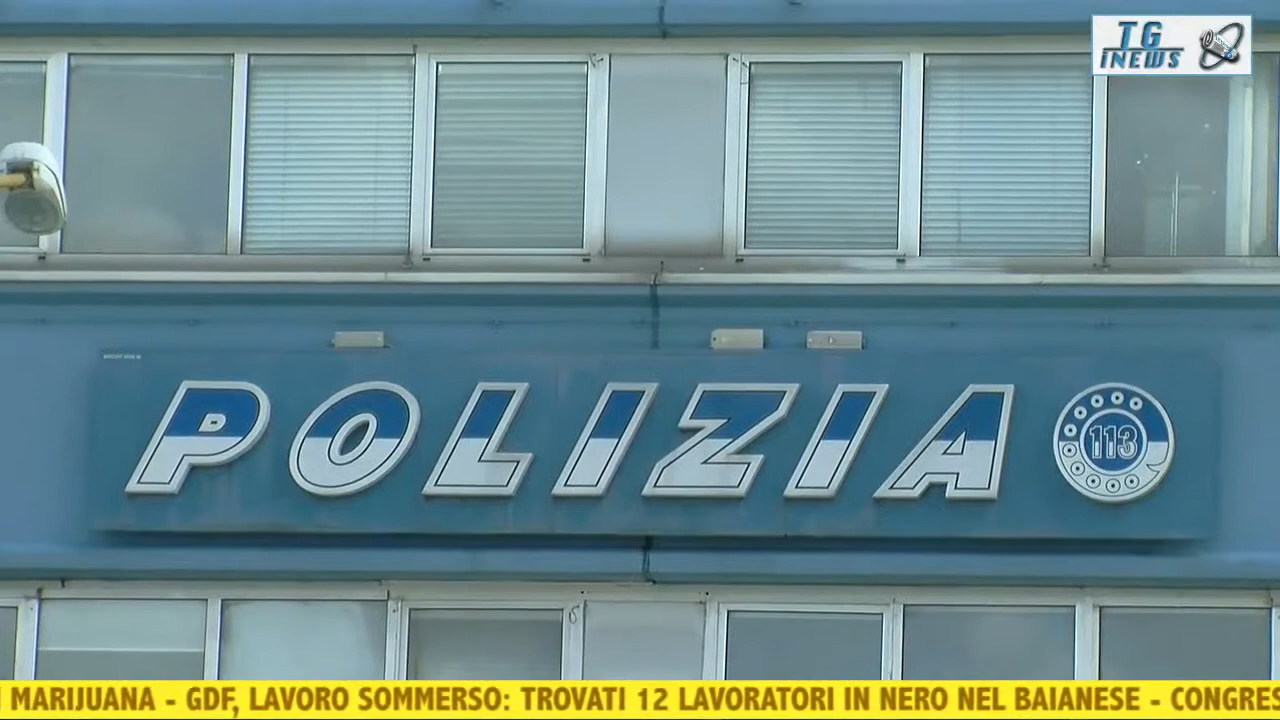 TG
iNEWS
POLIZIA 113
MARIJUANA - GDF, LAVORO SOMMERSO: TROVATI 12 LAVORATORI IN NERO NEL BAIANESE - CONGRES